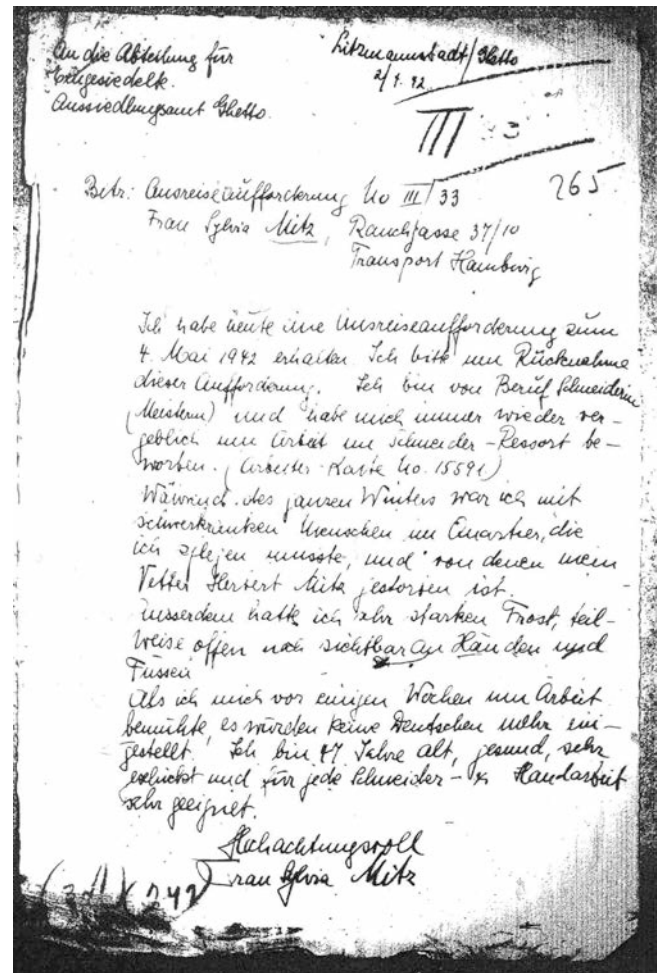 An die Abteilung für
Eingesiedelte.
Aussiedlungsamt Ghetto.
Litzmannstadt/Ghetto
2/ 42
III 33
265
Betr: Ausreiseaufforderung No III/33
Frau Sylvia Mitz, Rauchgasse 37/10
Transport Hamburg
Ich habe heute eine Ausreiseaufforderung zum
4. Mai 1942 erhalten. Ich bitte um Rücknahme
dieser Aufforderung. Ich bin von Beruf Schneiderin
(Meisterin) und habe mich immer wieder ver-
geblich um Arbeit im Schneider-Ressort be-
worben. (Arbeiter-Karte No. 15591)
Während des ganzen Winters war ich mit
schwerkranken Menschen im Quartier, die
ich pflegen musste, und von denen mein
Vetter Herbert Mitz gestorben ist.
Ausserdem hatte ich sehr starken Frost, teil-
weise offen noch sichtbar an Händen und
Füssen
Als ich mich vor einigen Wochen um Arbeit
bemühte, es würden keine Deutschen mehr ein-
gestellt. Ich bin 47 Jahre alt, gesund, sehr
geschickt und für jede Schneider- Handarbeit
sehr geeignet.
Hochachtungsvoll
Frau Sylvia Mitz
242